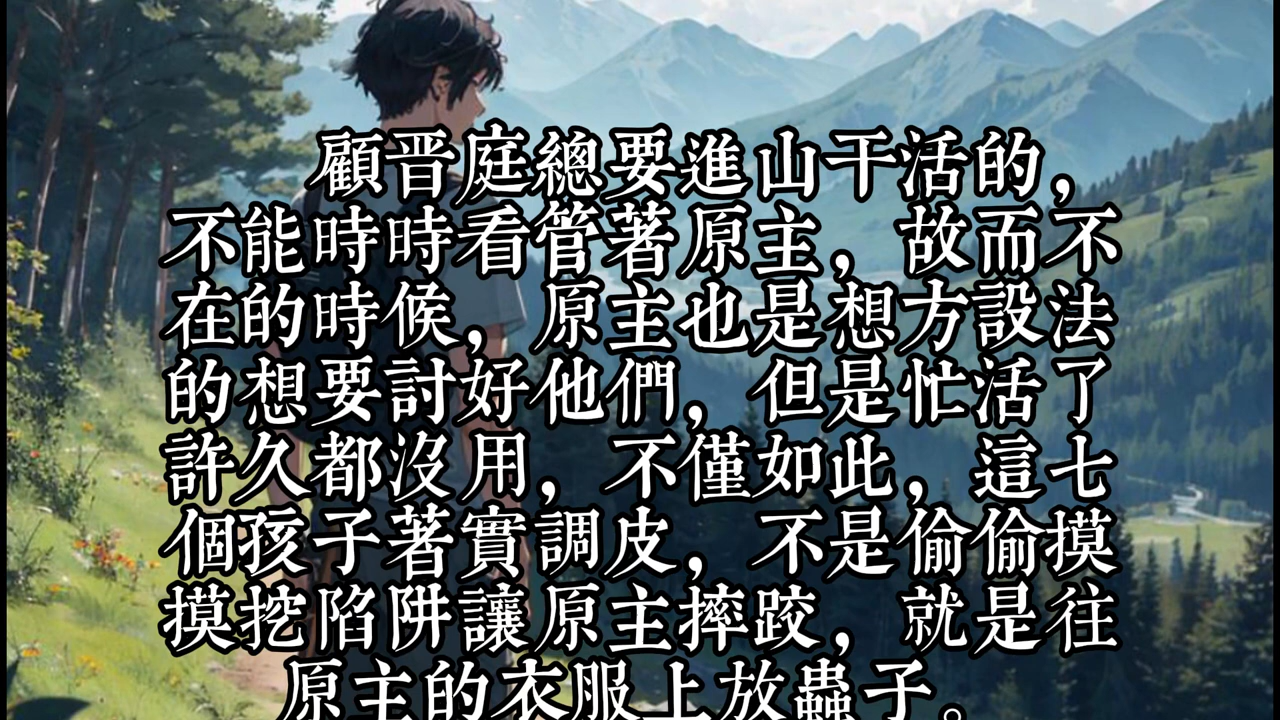 顧晋庭總要進山干活的，
不能時時看管著原主，故而不
在的時候，原主也是想方設法
的想要討好他們，但是忙活了
許久都沒用，不僅如此，這七
個孩子著實調皮，不是偷偷摸
摸挖陷阱讓原主摔跤，就是往
原主的衣服上放蟲子。